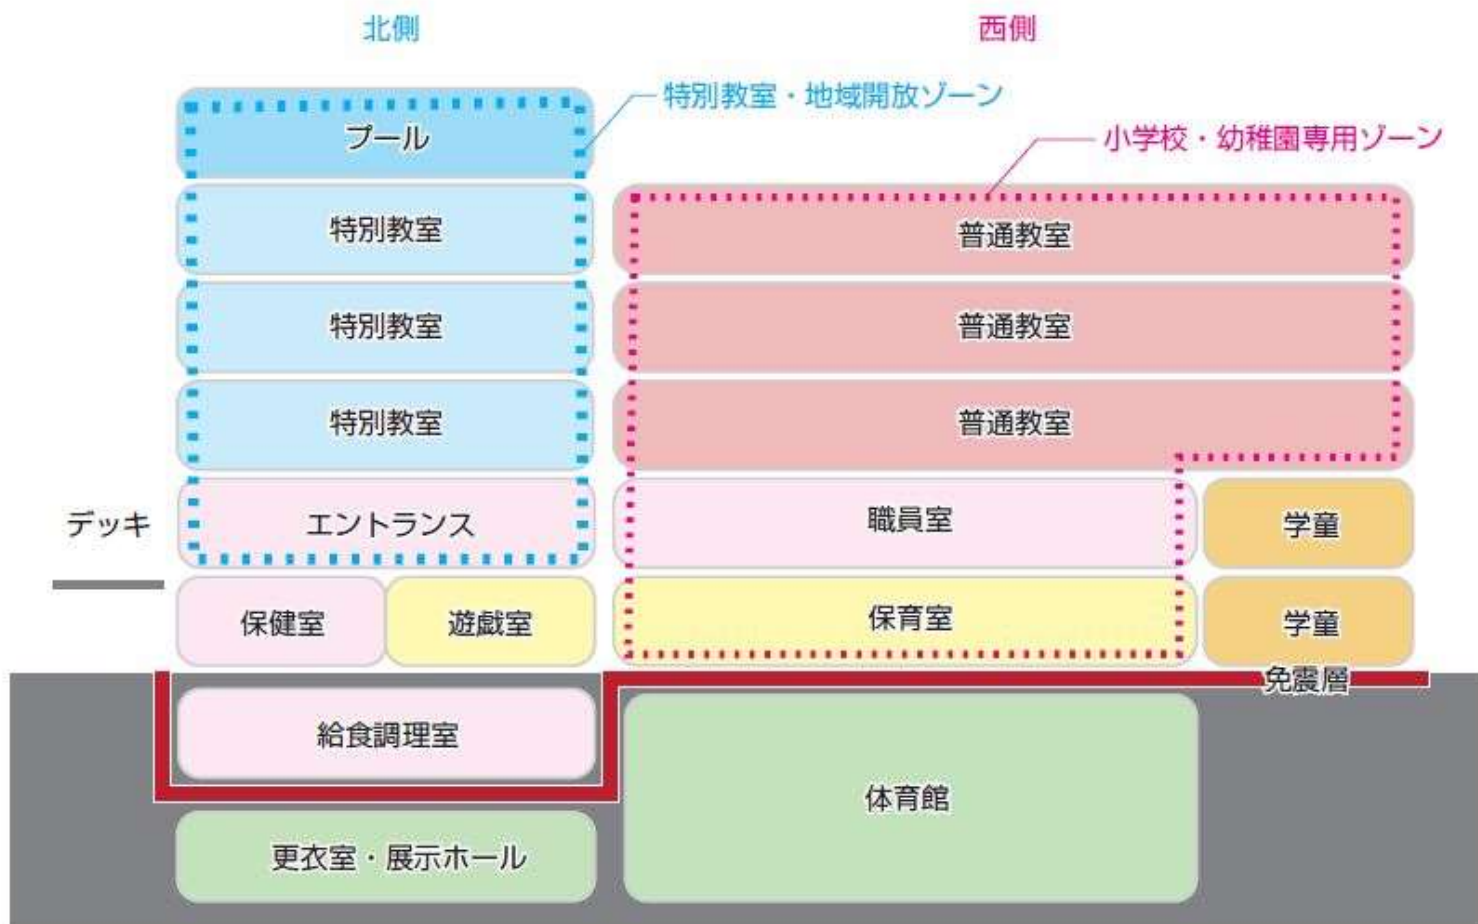 北側
西側
特別教室・地域開放ゾーン
小学校・幼稚園専用ゾーン
プール
特別教室
普通教室
特別教室
普通教室
特別教室
普通教室
デッキ
エントランス
職員室
学童
保健室
遊戯室
保育室
学童
免震層
給食調理室
体育館
更衣室・展示ホール